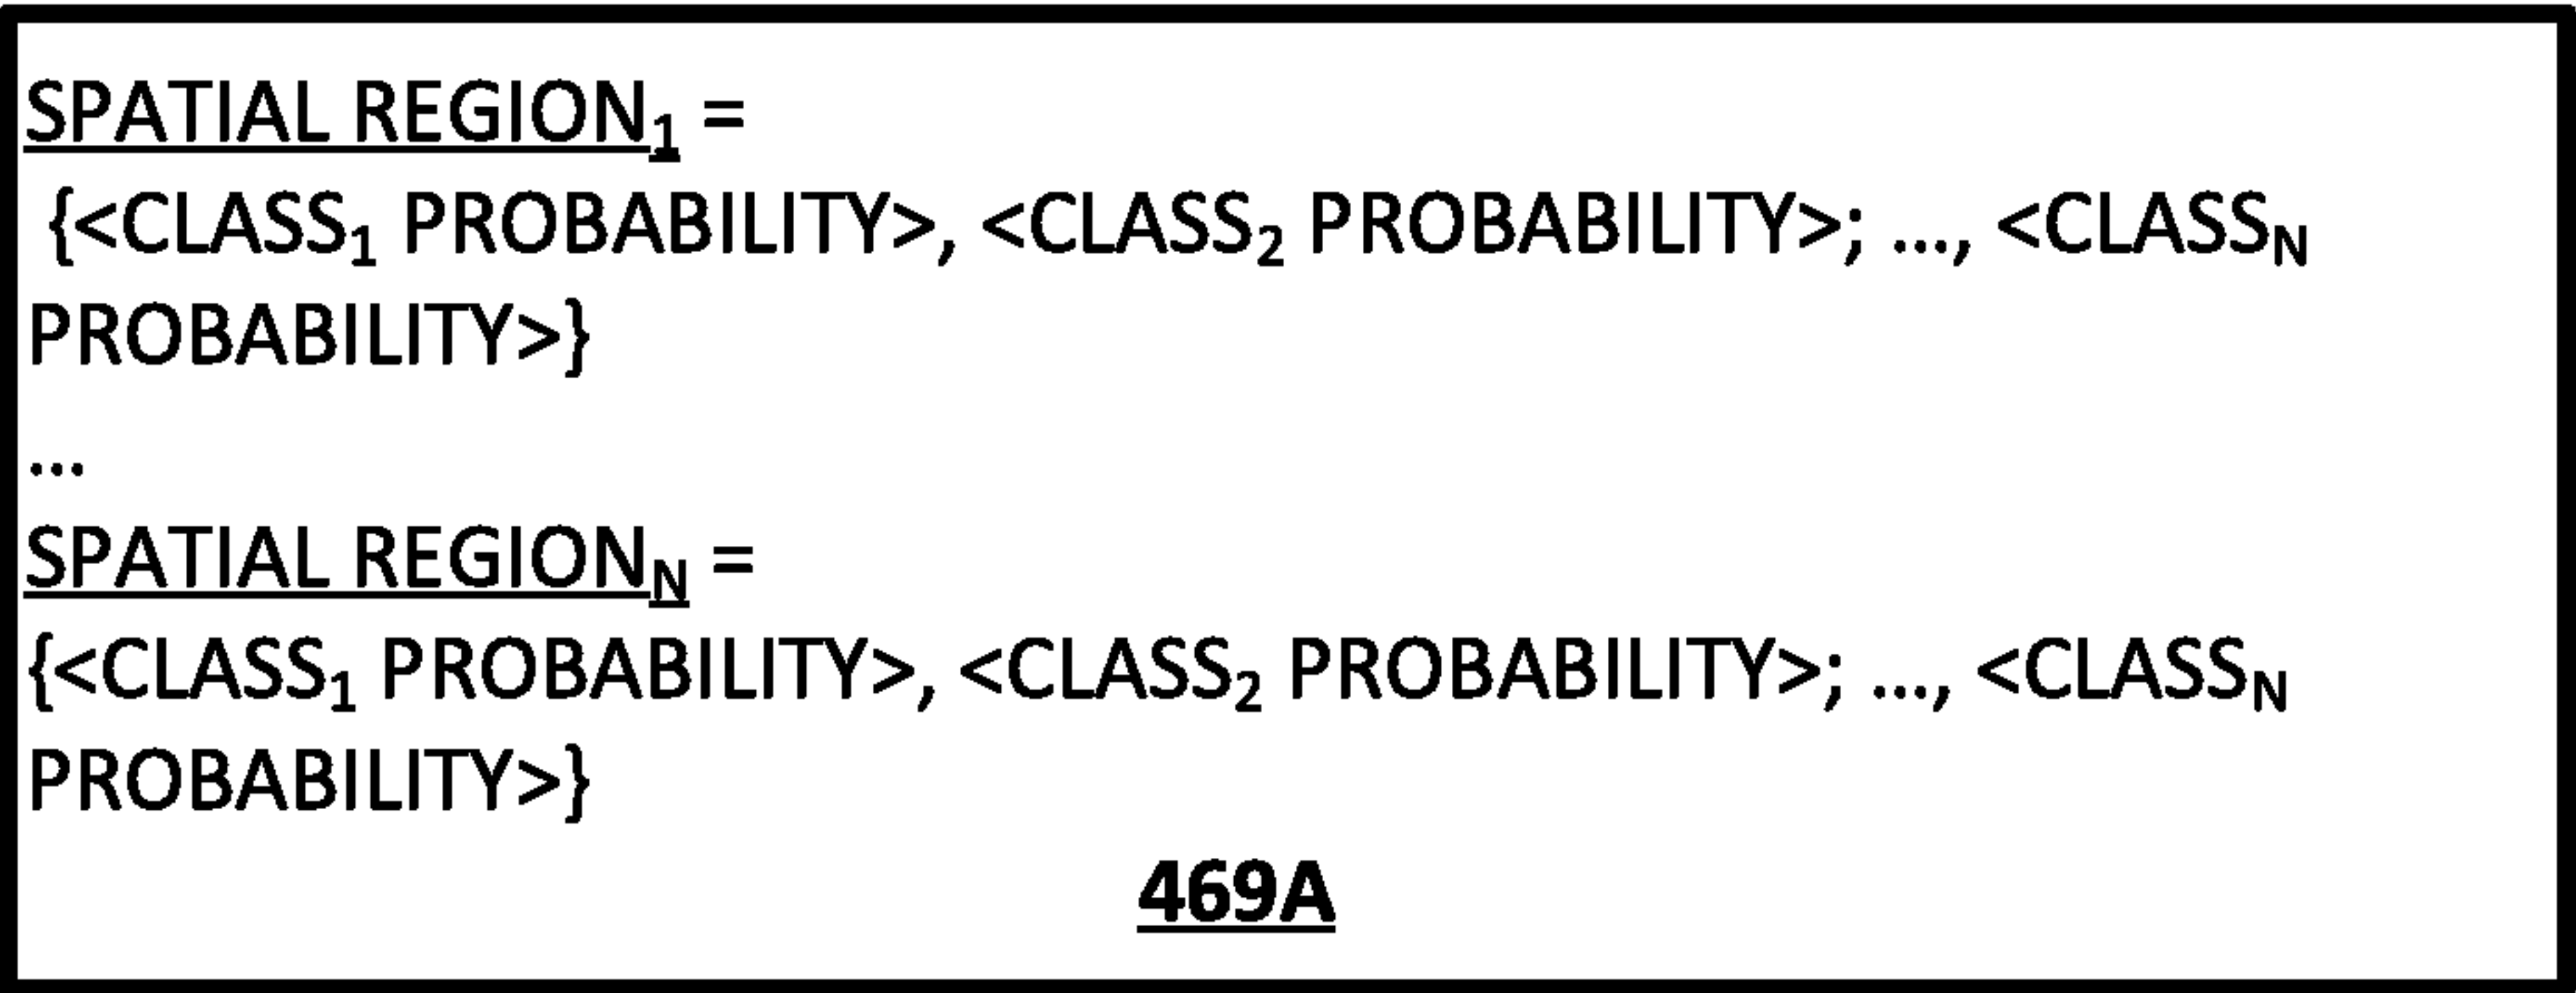 SPATIAL REGION₁ =
{<CLASS₁ PROBABILITY>, <CLASS₂ PROBABILITY>; ..., <CLASSN
PROBABILITY>}
...
SPATIAL REGIONN =
{<CLASS₁ PROBABILITY>, <CLASS₂ PROBABILITY>; ..., <CLASSN
PROBABILITY>}
469A